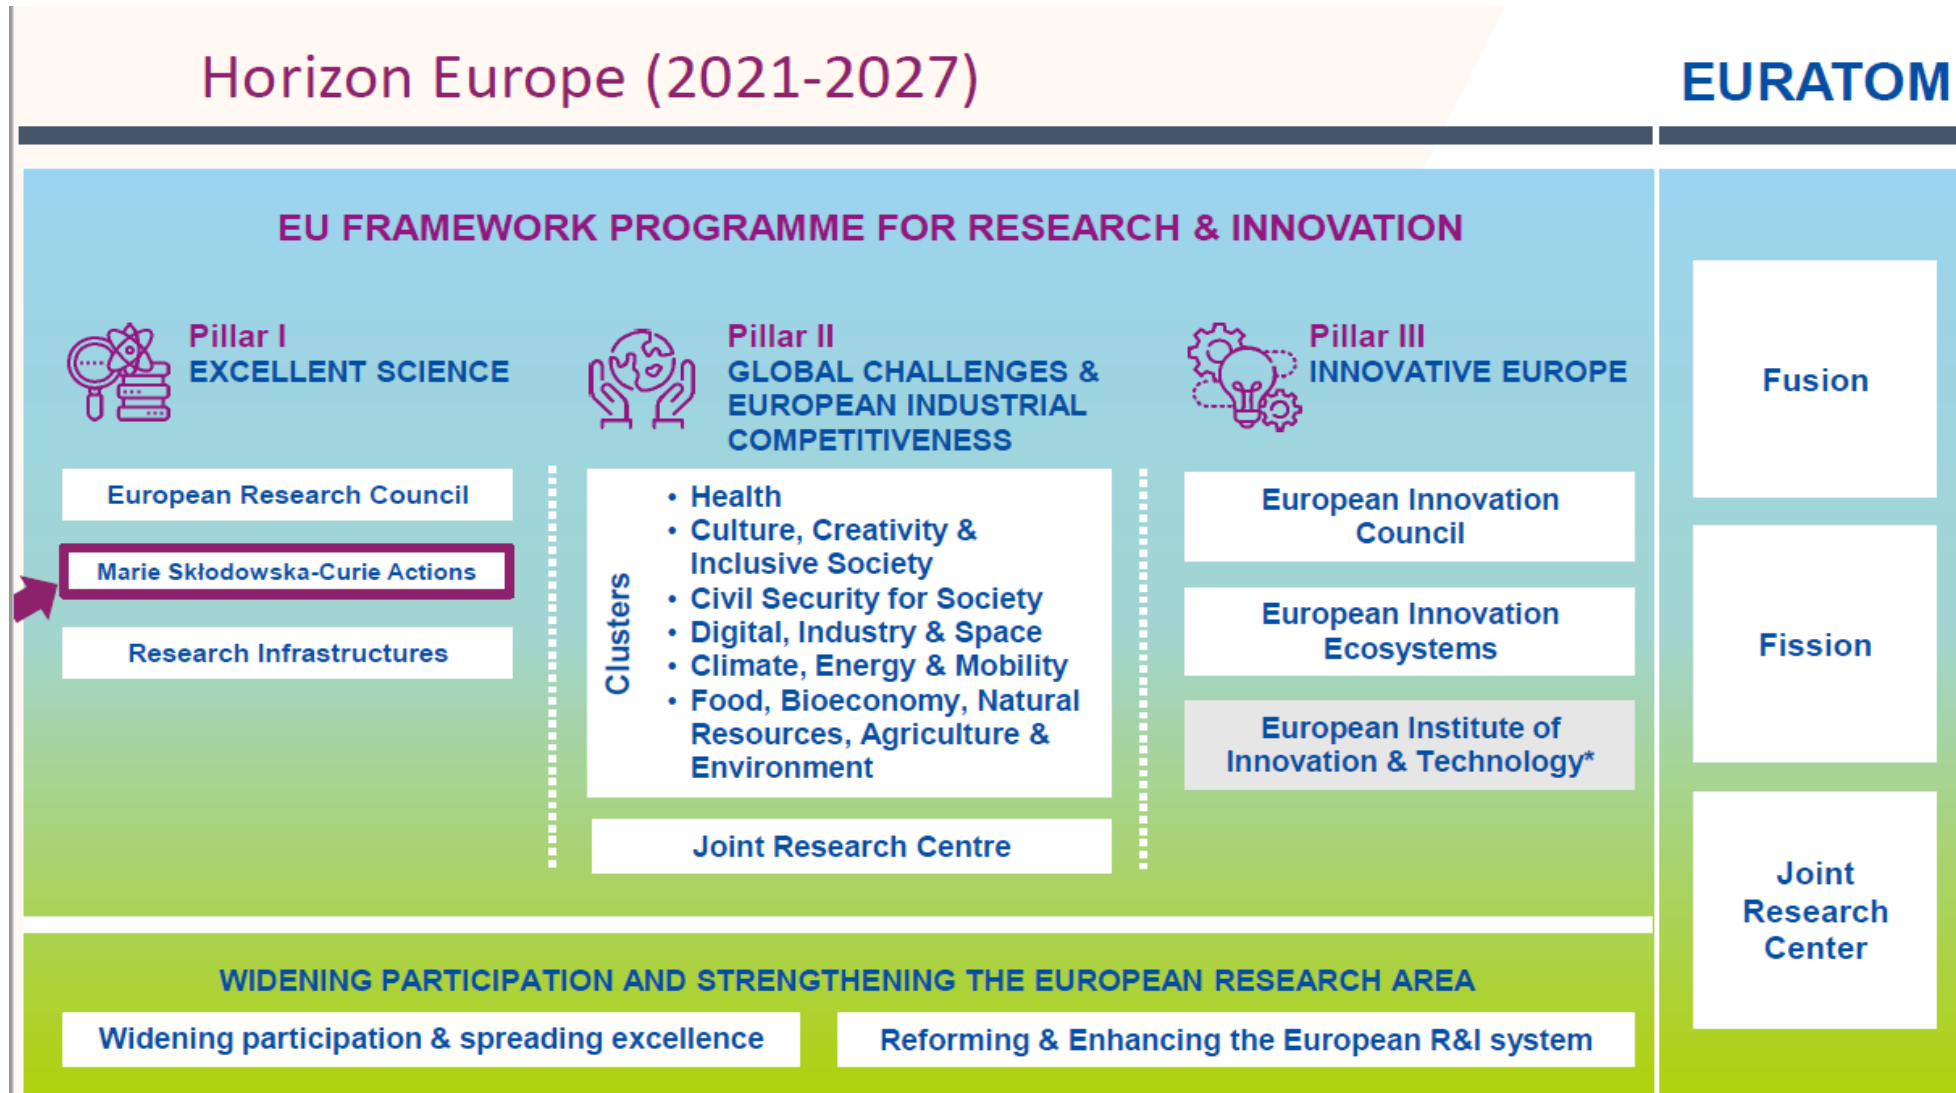 Horizon Europe (2021-2027)
EURATOM
EU FRAMEWORK PROGRAMME FOR RESEARCH & INNOVATION
Pillar I
EXCELLENT SCIENCE
European Research Council
Marie Skłodowska-Curie Actions
Research Infrastructures
Pillar II
GLOBAL CHALLENGES &
EUROPEAN INDUSTRIAL
COMPETITIVENESS
Clusters
• Health
• Culture, Creativity &
Inclusive Society
• Civil Security for Society
• Digital, Industry & Space
• Climate, Energy & Mobility
• Food, Bioeconomy, Natural
Resources, Agriculture &
Environment
Joint Research Centre
Pillar III
INNOVATIVE EUROPE
European Innovation
Council
European Innovation
Ecosystems
European Institute of
Innovation & Technology*
WIDENING PARTICIPATION AND STRENGTHENING THE EUROPEAN RESEARCH AREA
Widening participation & spreading excellence
Reforming & Enhancing the European R&I system
Fusion
Fission
Joint
Research
Center